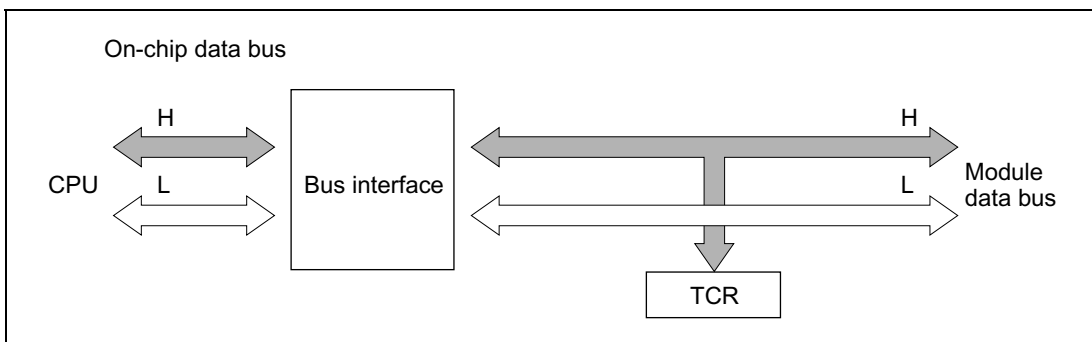 On-chip data bus
H
H
CPU
L
Bus interface
L
Module
data bus
TCR